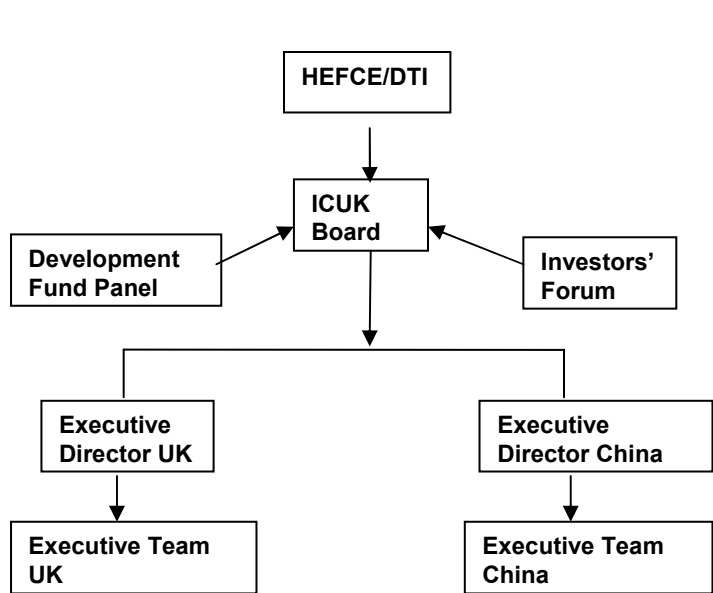 HEFCE/DTI
ICUK
Board
Development
Fund Panel
Investors’
Forum
Executive
Director UK
Executive
Director China
Executive Team
UK
Executive Team
China